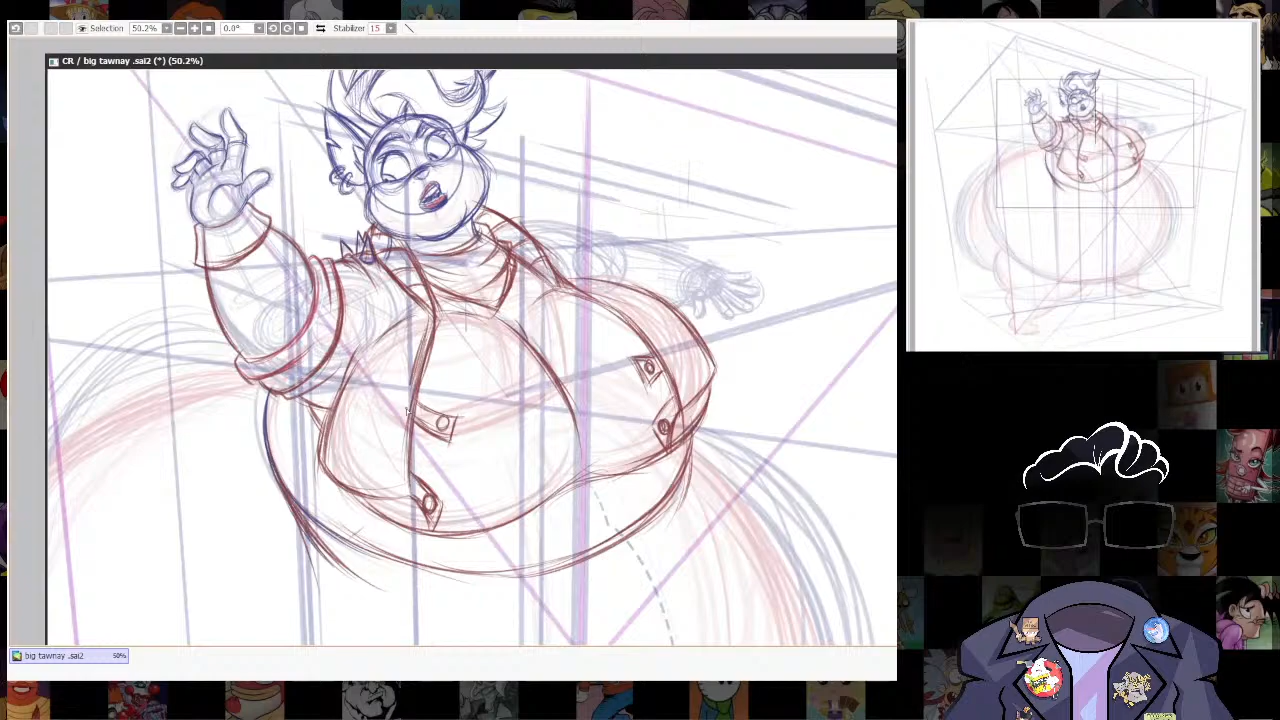 Selection 50.2% 0.0° Stabilizer 15
CR / big tawnay .sai2 (*) (50.2%)
big tawnay .sai2 50%